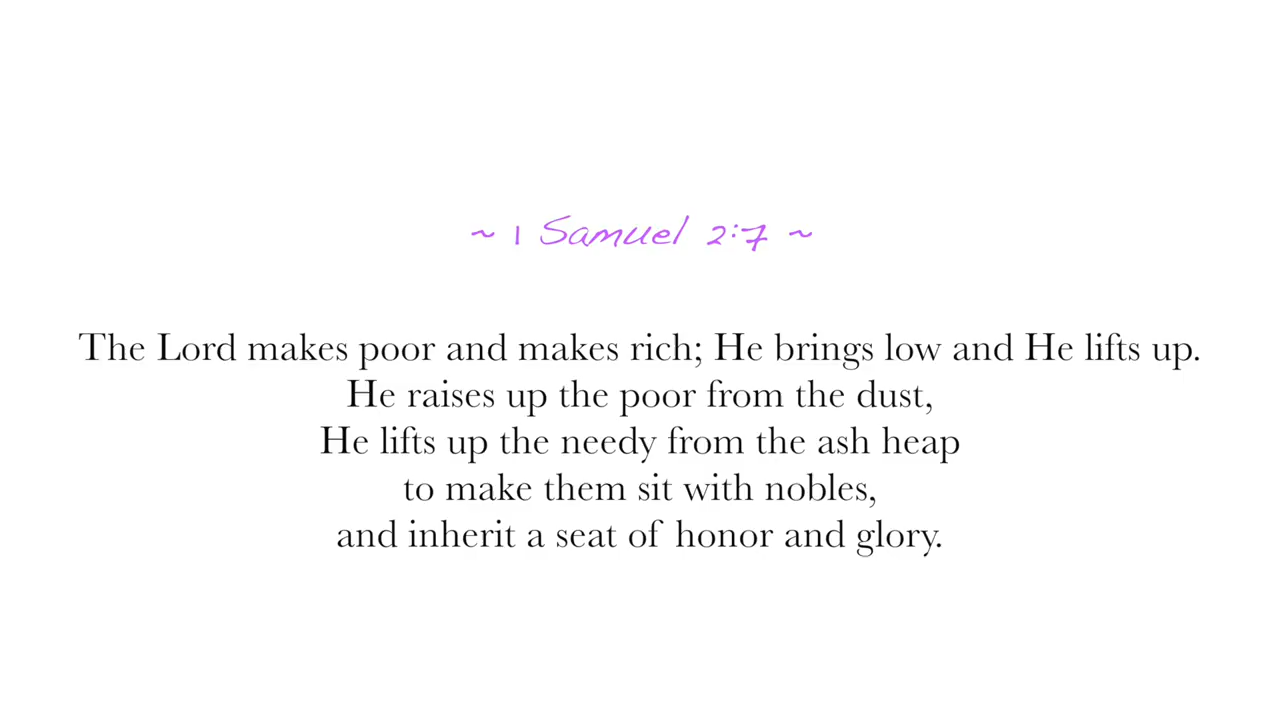 ~ 1 Samuel 2:7 ~
The Lord makes poor and makes rich; He brings low and He lifts up.
He raises up the poor from the dust,
He lifts up the needy from the ash heap
to make them sit with nobles,
and inherit a seat of honor and glory.